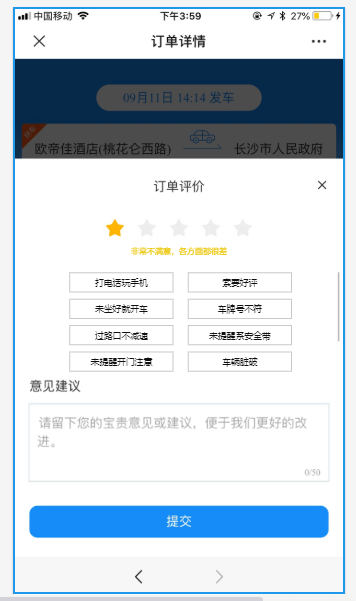 中国移动 下午3:59 27%
订单详情
09月11日 14:14 发车
欧帝佳酒店(桃花仑西路) 长沙市人民政府
订单评价
非常不满意,各方面都很差
打电话玩手机 索要好评
未坐好就开车 车牌号不符
过路口不减速 未提醒系安全带
未提醒开门注意 车辆脏破
意见建议
请留下您的宝贵意见或建议,便于我们更好的改
进。
0/50
提交